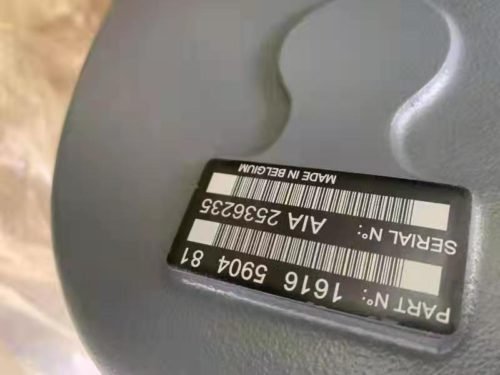 PART N°: 1616 5904 81
SERIAL N°: AIA 2536235
MADE IN BELGIUM